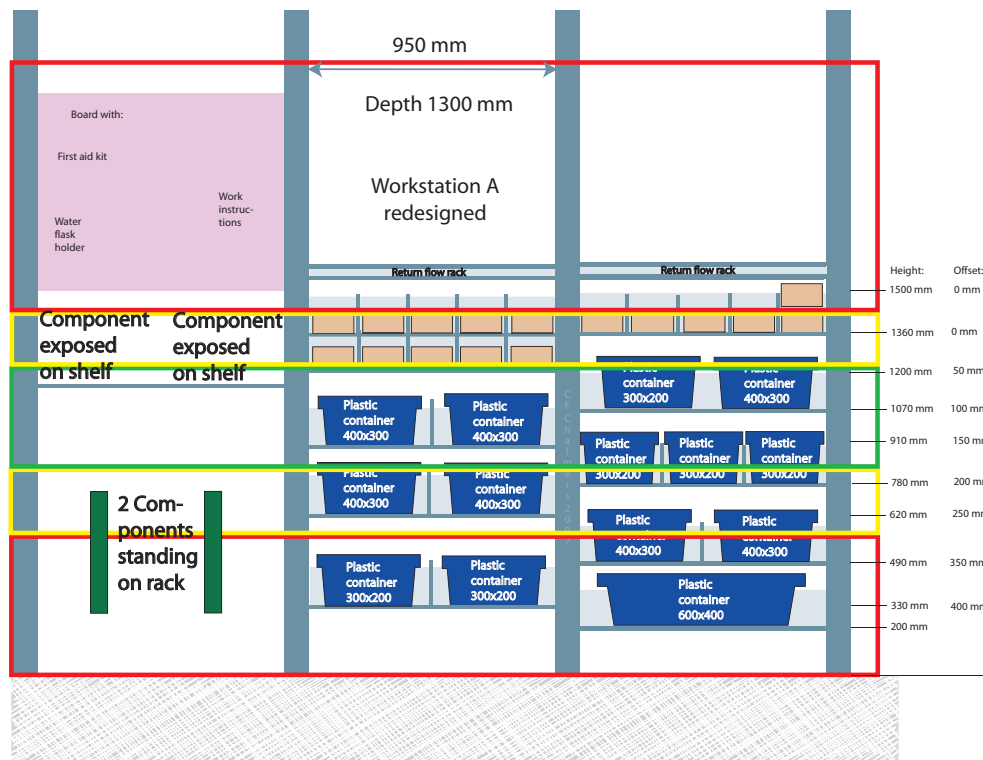 950 mm
Depth 1300 mm
Workstation A
redesigned
Board with:
First aid kit
Work
instruc-
tions
Water
flask
holder
Return flow rack
Return flow rack
Component
exposed
on shelf
Component
exposed
on shelf
2 Com-
ponents
standing
on rack
Plastic
container
400x300
Plastic
container
400x300
Plastic
container
400x300
Plastic
container
400x300
Plastic
container
300x200
Plastic
container
300x200
CFChalmers2007
Plastic
container
300x200
Plastic
container
400x300
Plastic
container
300x200
Plastic
container
300x200
Plastic
container
300x200
Plastic
container
400x300
Plastic
container
400x300
Plastic
container
600x400
Height: Offset:
1500 mm 0 mm
1360 mm 0 mm
1200 mm 50 mm
1070 mm 100 mm
910 mm 150 mm
780 mm 200 mm
620 mm 250 mm
490 mm 350 mm
330 mm 400 mm
200 mm